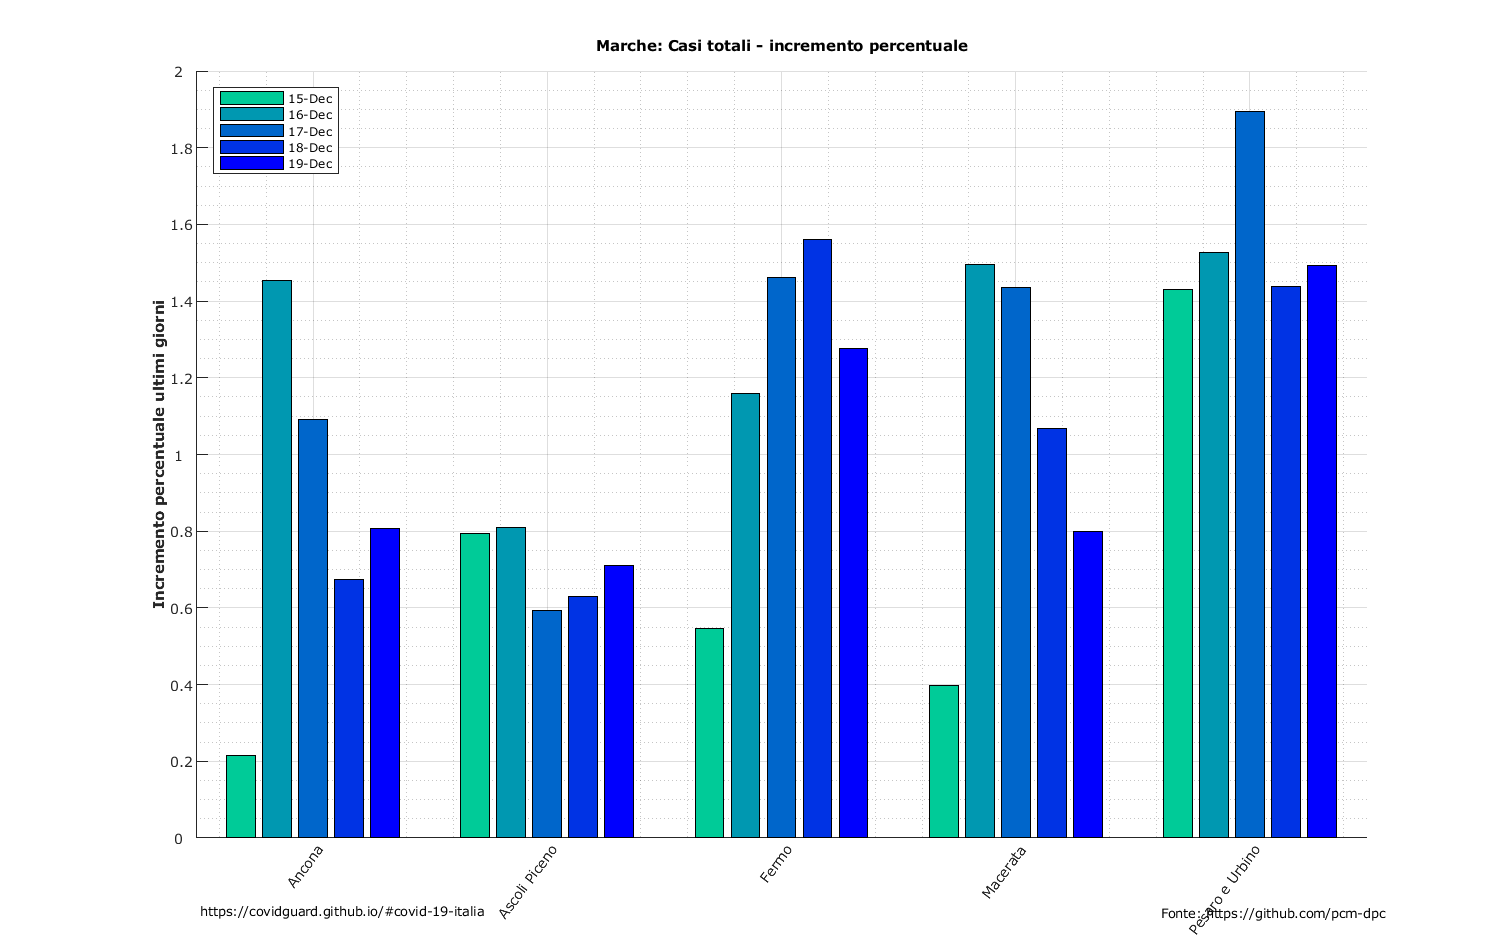 Marche: Casi totali - incremento percentuale
15-Dec
16-Dec
17-Dec
18-Dec
19-Dec
Incremento percentuale ultimi giorni
2
1.8
1.6
1.4
1.2
1
0.8
0.6
0.4
0.2
0
Ancona
Ascoli Piceno
Fermo
Macerata
Pesaro e Urbino
https://covidguard.github.io/#covid-19-italia
Fonte: https://github.com/pcm-dpc